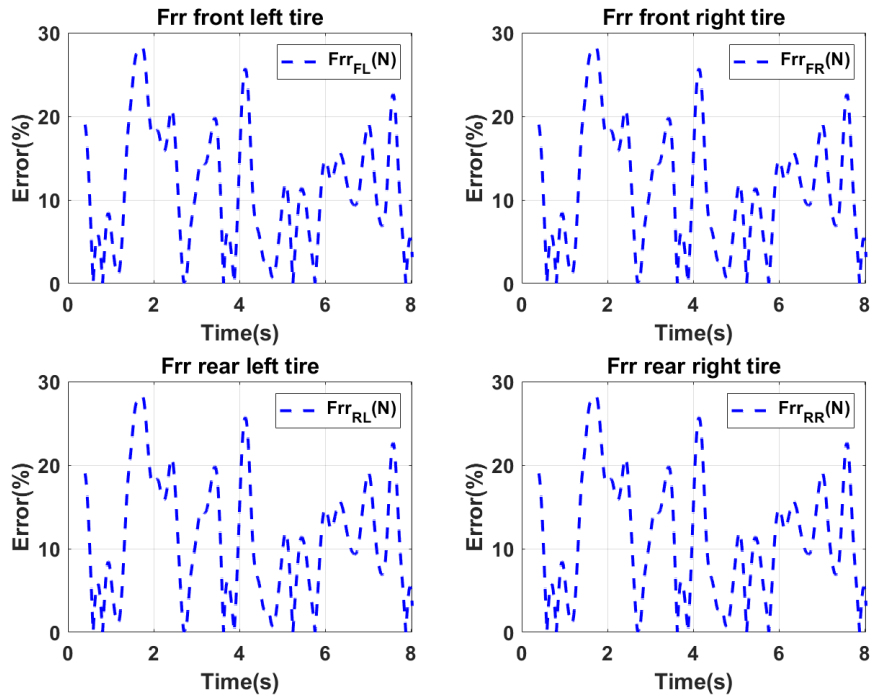 Frr front left tire
30
20
10
0
Error(%)
Frr_FL(N)
0 2 4 6 8
Time(s)
Frr front right tire
30
20
10
0
Error(%)
Frr_FR(N)
0 2 4 6 8
Time(s)
Frr rear left tire
30
20
10
0
Error(%)
Frr_RL(N)
0 2 4 6 8
Time(s)
Frr rear right tire
30
20
10
0
Error(%)
Frr_RR(N)
0 2 4 6 8
Time(s)